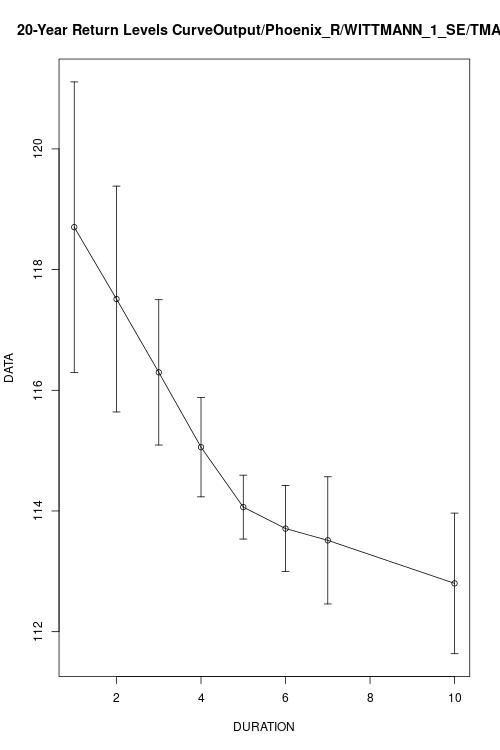 20-Year Return Levels CurveOutput/Phoenix_R/WITTMANN_1_SE/TMA
120
118
116
114
112
DATA
2 4 6 8 10
DURATION